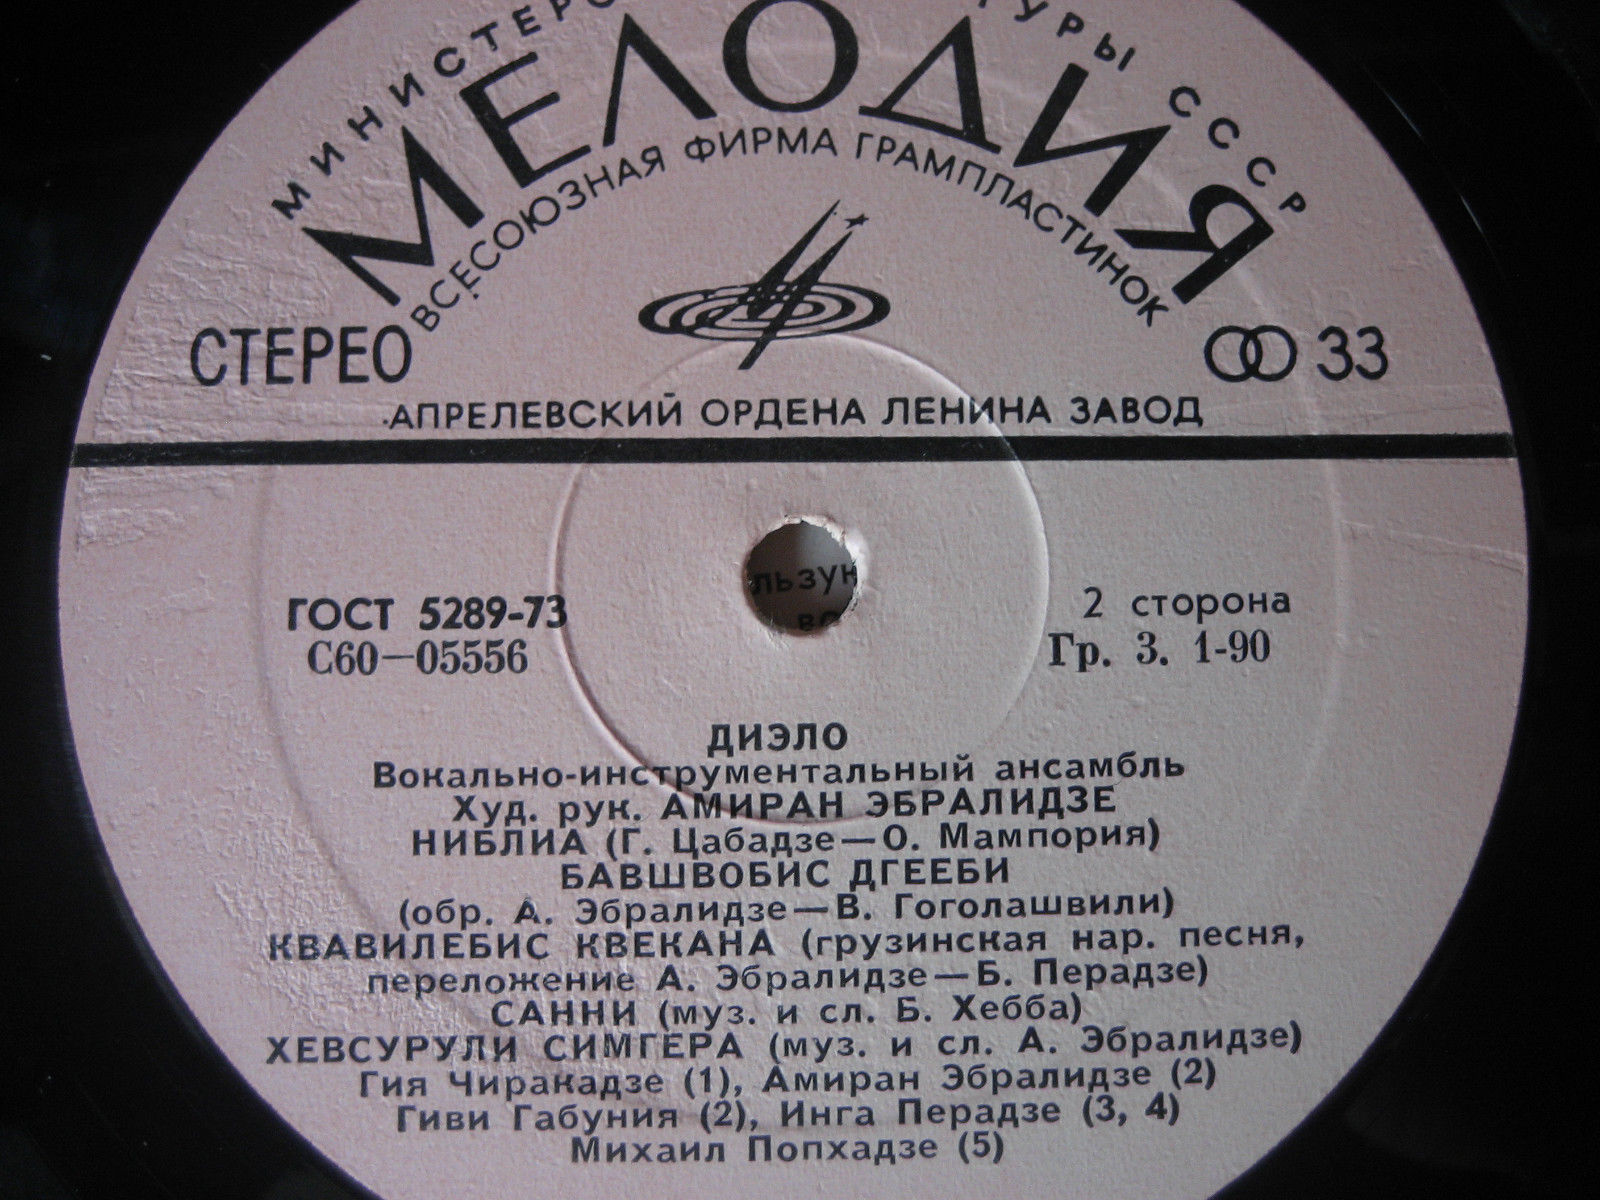 СССР
МЕЛОДИЯ
ВСЕСОЮЗНАЯ ФИРМА ГРАМПЛАСТИНОК
СТЕРЕО
33
АПРЕЛЕВСКИЙ ОРДЕНА ЛЕНИНА ЗАВОД
ГОСТ 5289-73
С60—05556
2 сторона
Гр. 3. 1-90
ДИЭЛО
Вокально-инструментальный ансамбль
Худ. рук. АМИРАН ЭБРАЛИДЗЕ
НИБЛИА (Г. Цабадзе—О. Мампория)
БАВШВОБИС ДГЕЕБИ
(обр. А. Эбралидзе—В. Гоголашвили)
КВАВИЛЕБИС КВЕКАНА (грузинская нар. песня,
переложение А. Эбралидзе—Б. Перадзе)
САННИ (муз. и сл. Б. Хебба)
ХЕВСУРУЛИ СИМГЕРА (муз. и сл. А. Эбралидзе)
Гия Чиракадзе (1), Амиран Эбралидзе (2)
Гиви Габуния (2), Инга Перадзе (3, 4)
Михаил Попхадзе (5)